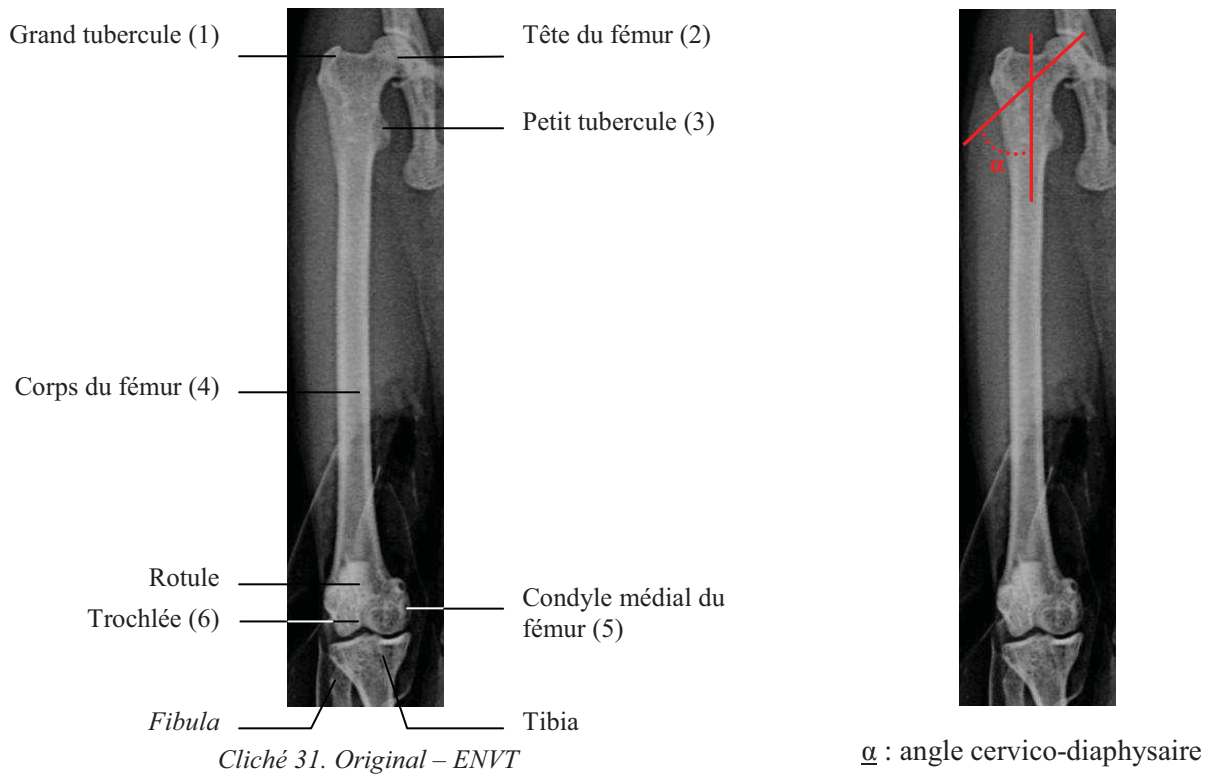 Grand tubercule (1)
Tête du fémur (2)
Petit tubercule (3)
Corps du fémur (4)
Rotule
Trochlée (6)
Condyle médial du
fémur (5)
Fibula
Tibia
Cliché 31. Original – ENVT
α
α : angle cervico-diaphysaire